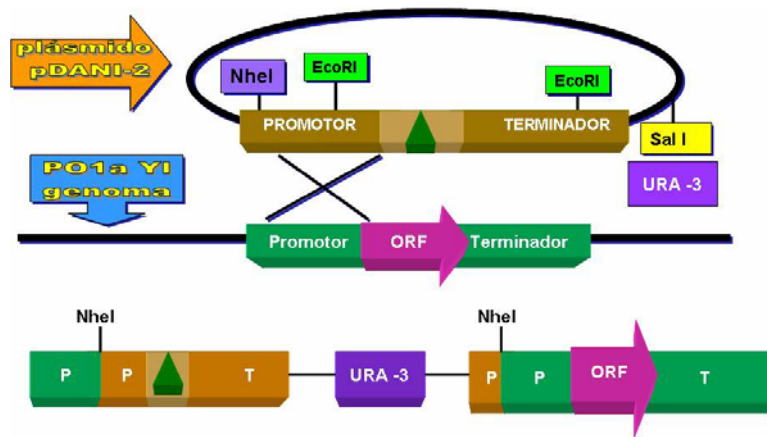 plásmido
pDANI-2
NheI
EcoRI
EcoRI
PROMOTOR
TERMINADOR
Sal I
URA -3
PO1a Yl
genoma
Promotor
ORF
Terminador
NheI
NheI
P
P
T
URA -3
P
P
ORF
T